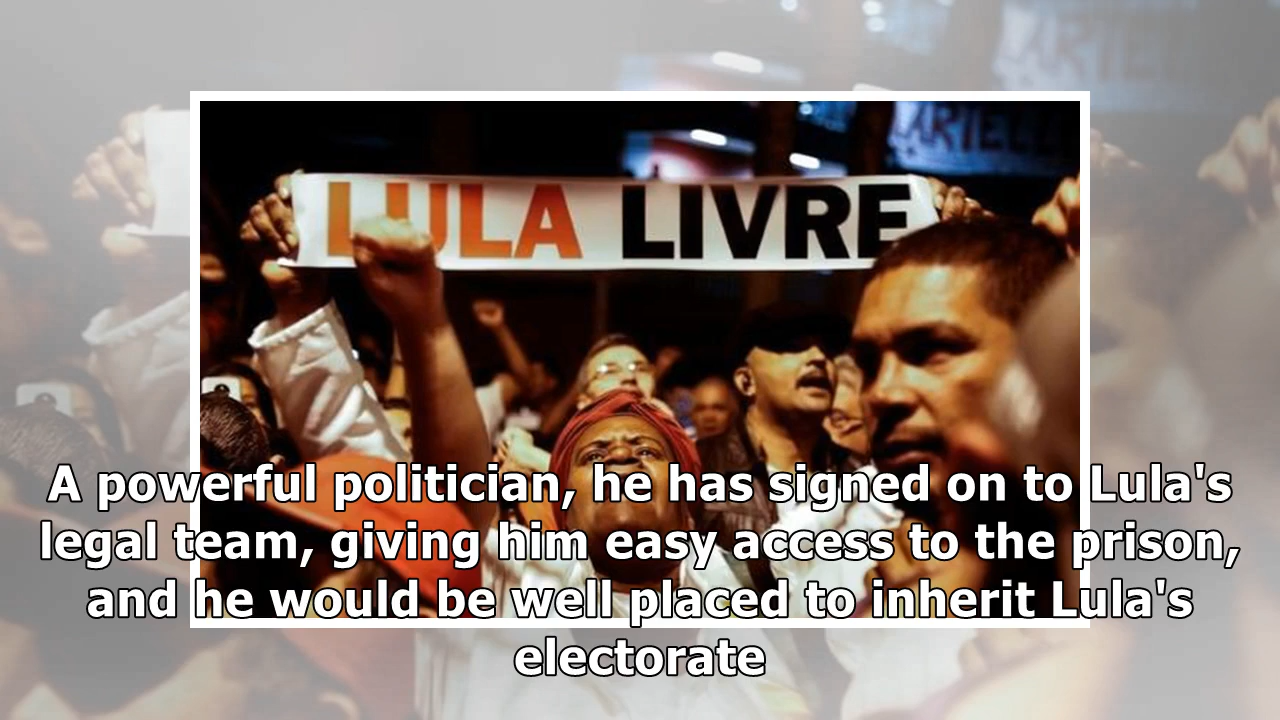 LULA LIVRE
A powerful politician, he has signed on to Lula's
legal team, giving him easy access to the prison,
and he would be well placed to inherit Lula's
electorate